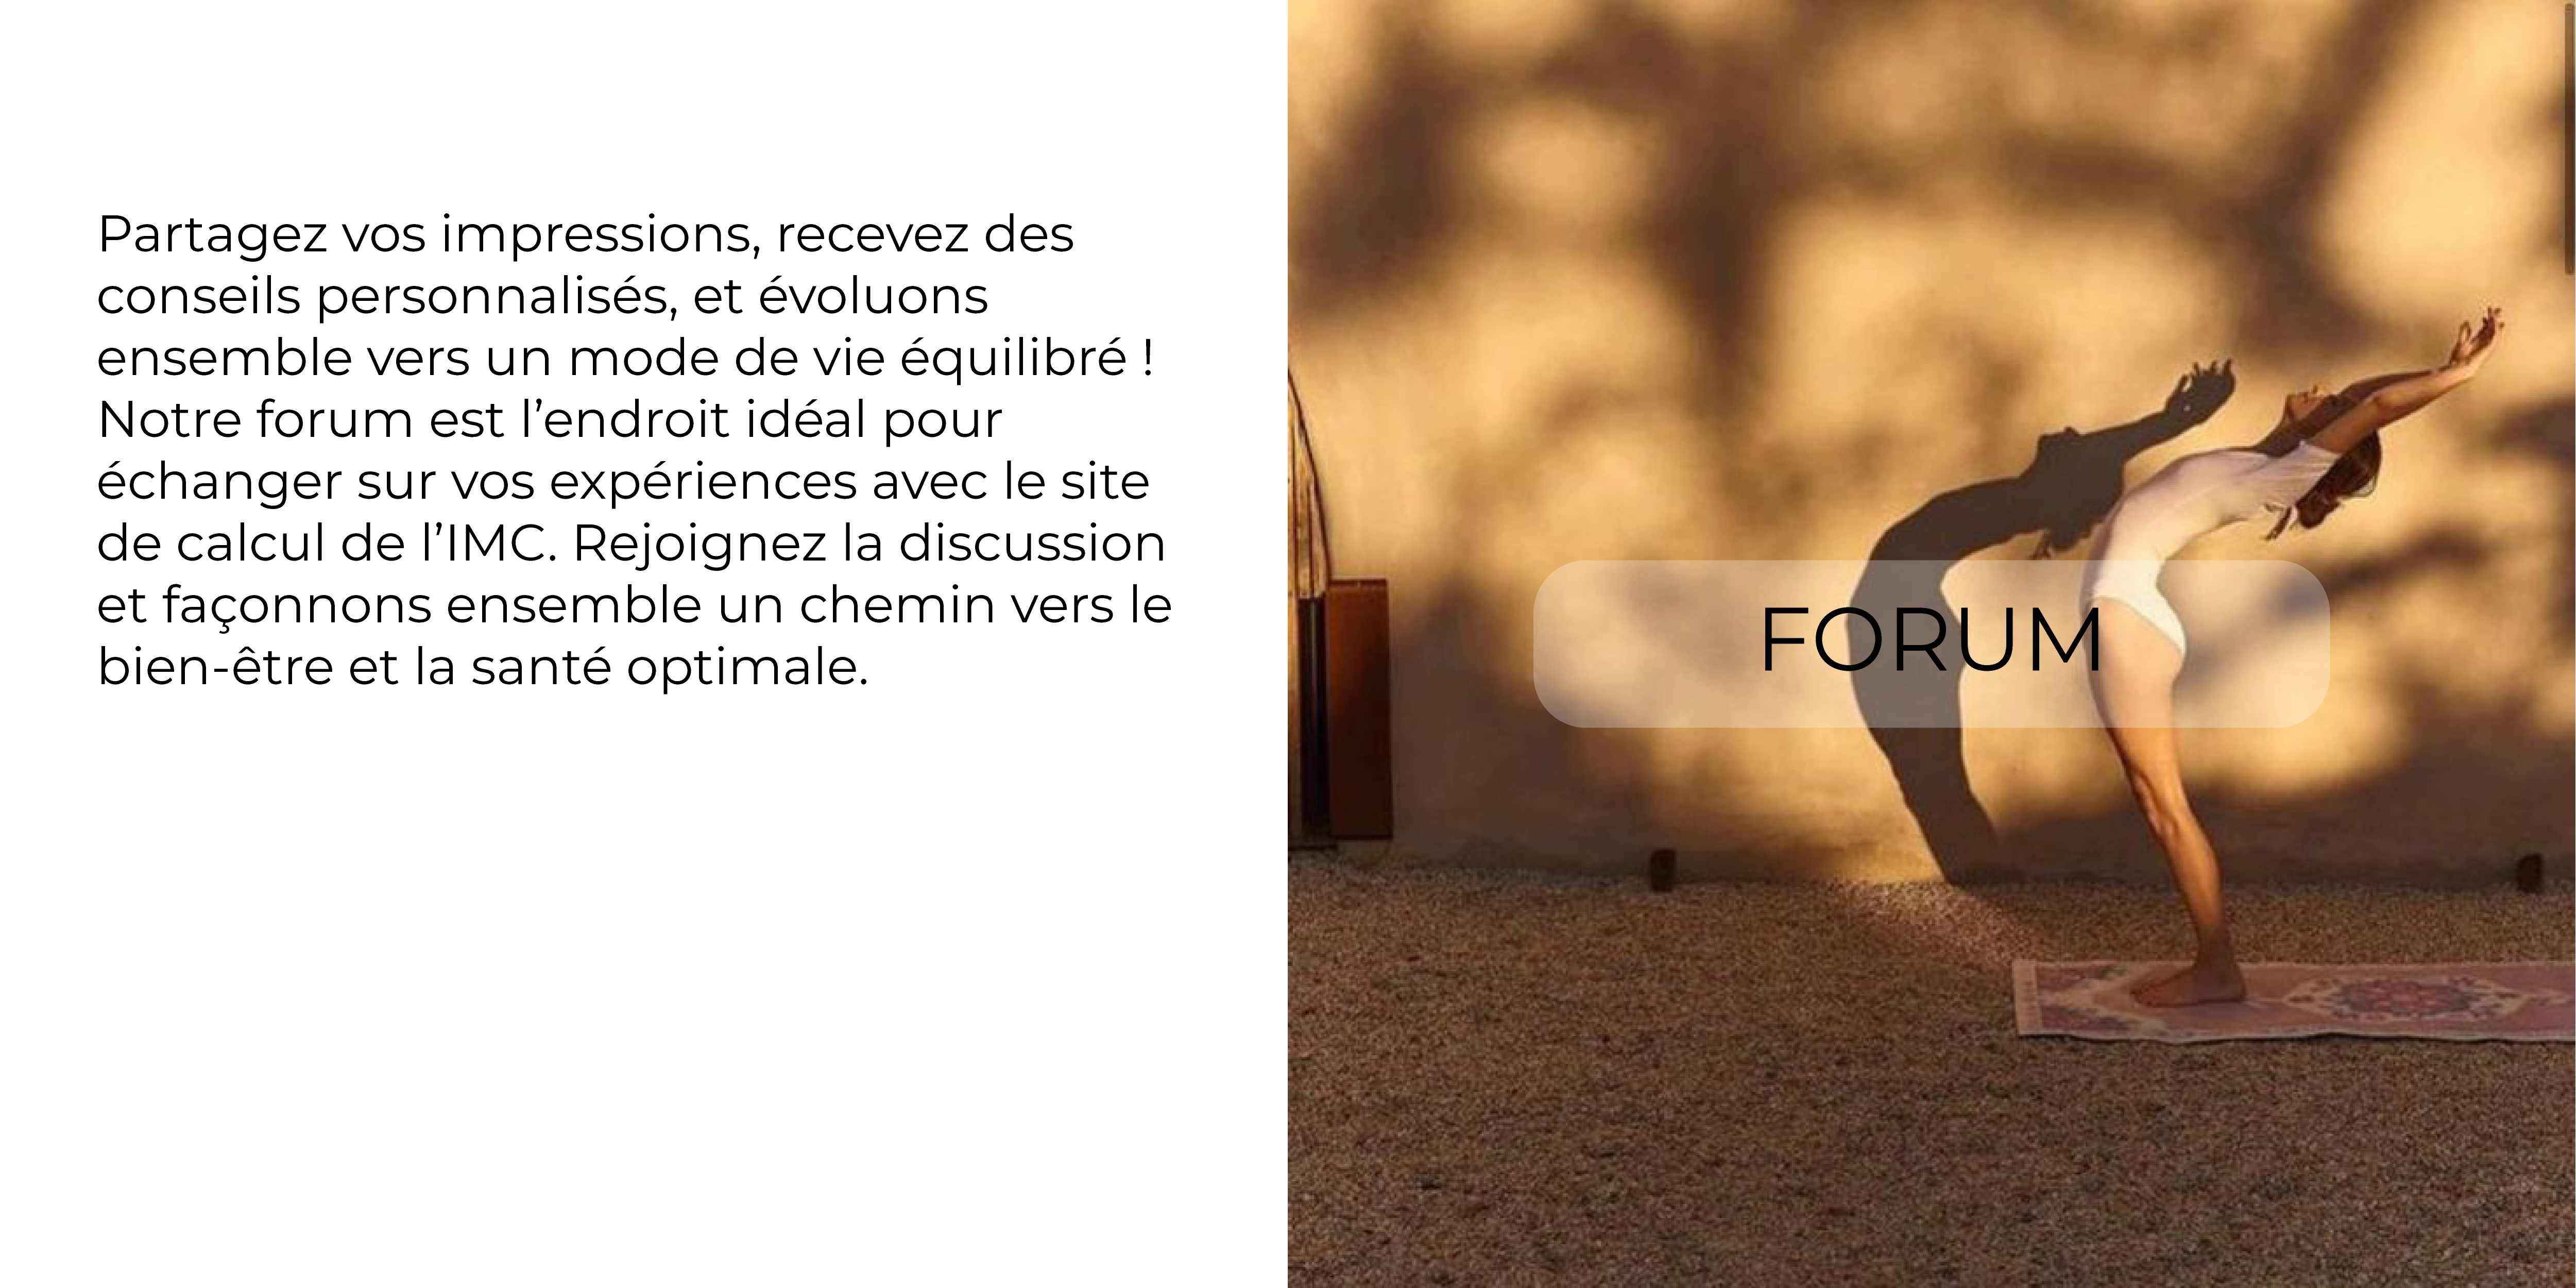 Partagez vos impressions, recevez des
conseils personnalisés, et évoluons
ensemble vers un mode de vie équilibré !
Notre forum est l’endroit idéal pour
échanger sur vos expériences avec le site
de calcul de l’IMC. Rejoignez la discussion
et façonnons ensemble un chemin vers le
bien-être et la santé optimale.
FORUM